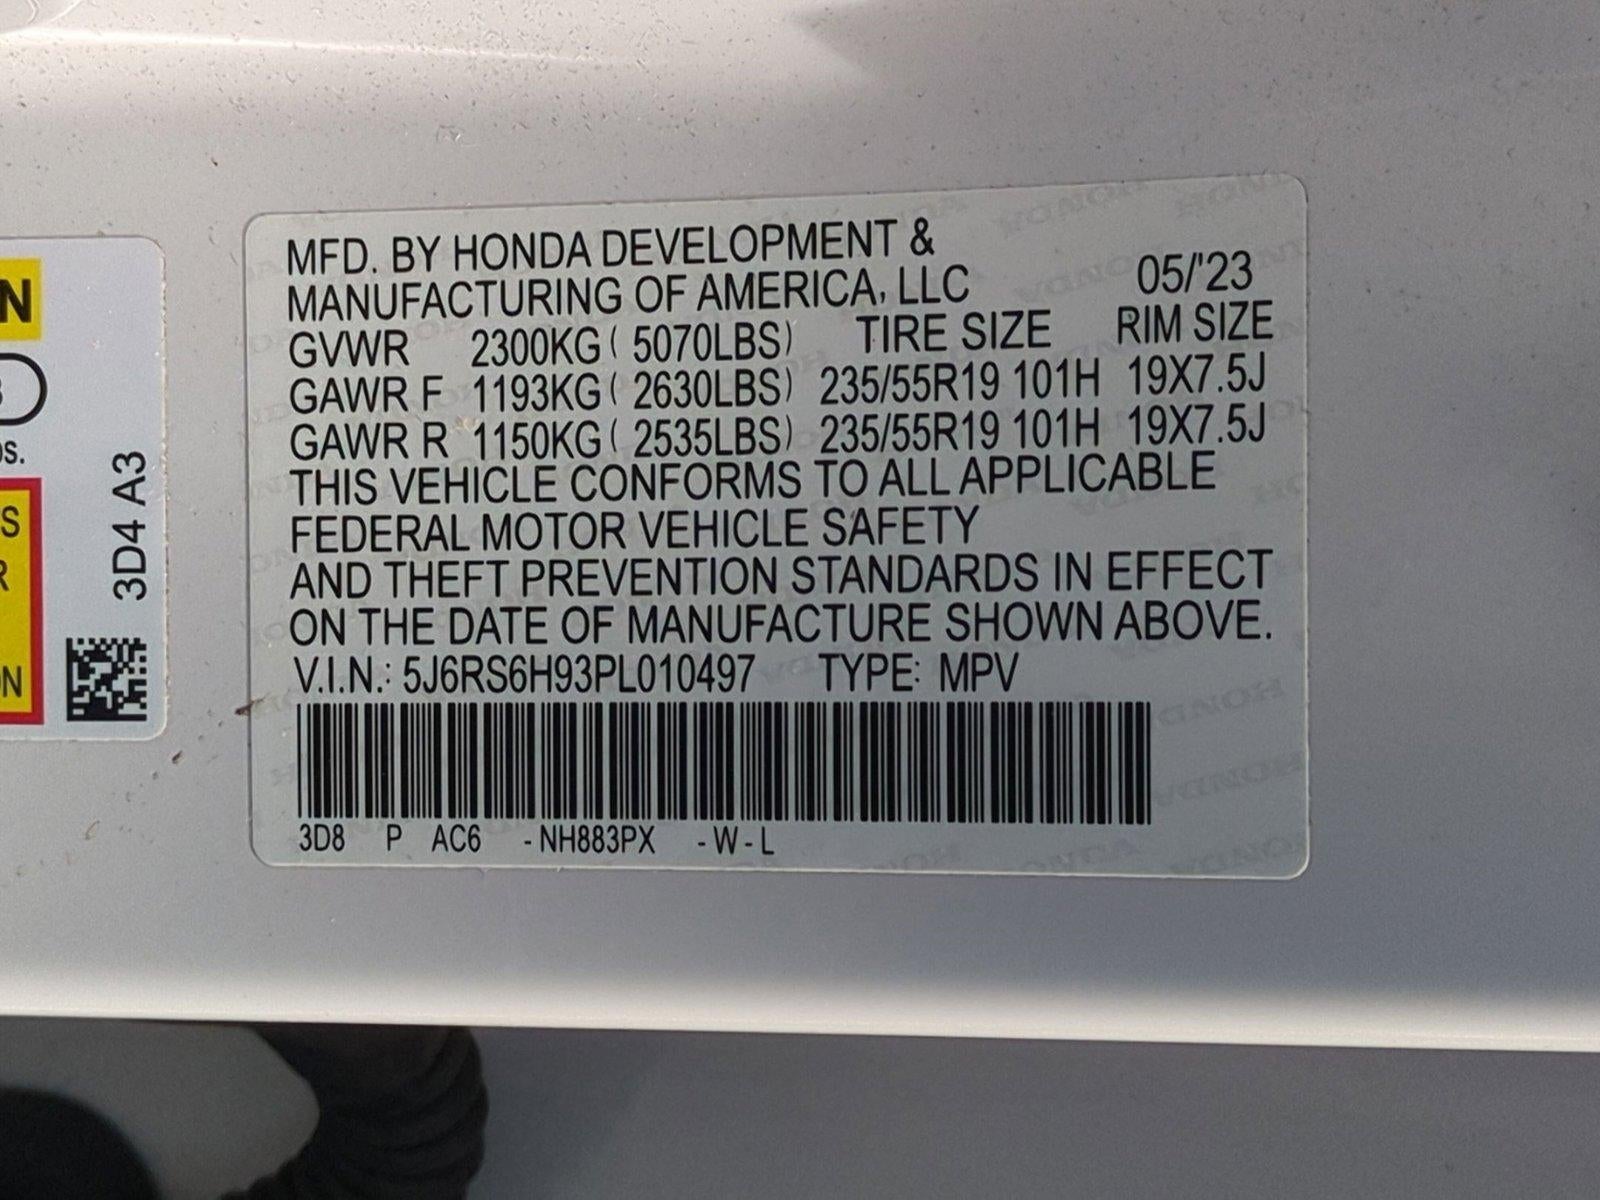 N
os.
S
R
ON
3D4 A3
MFD. BY HONDA DEVELOPMENT &
MANUFACTURING OF AMERICA, LLC 05/'23
GVWR 2300KG ( 5070LBS) TIRE SIZE RIM SIZE
GAWR F 1193KG ( 2630LBS) 235/55R19 101H 19X7.5J
GAWR R 1150KG ( 2535LBS) 235/55R19 101H 19X7.5J
THIS VEHICLE CONFORMS TO ALL APPLICABLE
FEDERAL MOTOR VEHICLE SAFETY
AND THEFT PREVENTION STANDARDS IN EFFECT
ON THE DATE OF MANUFACTURE SHOWN ABOVE.
V.I.N.: 5J6RS6H93PL010497 TYPE: MPV
3D8 P AC6 -NH883PX -W-L